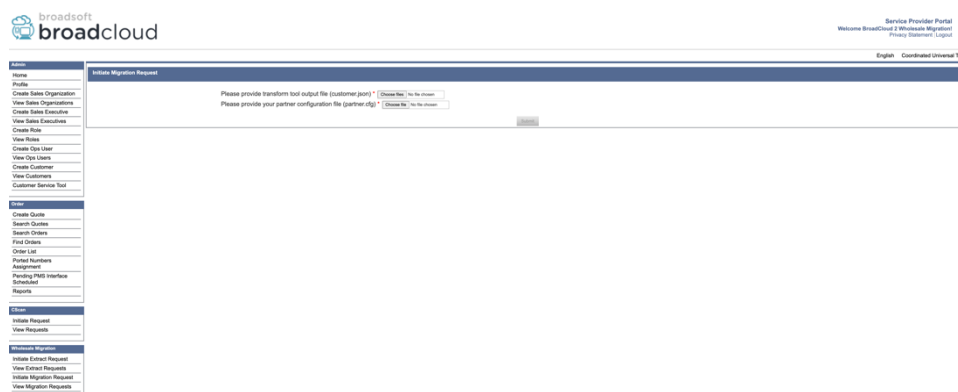 broadsoft
broadcloud
Service Provider Portal
Welcome BroadCloud 2 Wholesale Migration!
Privacy Statement | Logout
English Coordinated Universal T
Admin
Home
Profile
Create Sales Organization
View Sales Organizations
Create Sales Executive
View Sales Executives
Create Role
View Roles
Create Ops User
View Ops Users
Create Customer
View Customers
Customer Service Tool
Order
Create Quote
Search Quotes
Search Orders
Find Orders
Order List
Ported Numbers
Assignment
Pending PMS Interface
Scheduled
Reports
CScan
Initiate Request
View Requests
Wholesale Migration
Initiate Extract Request
View Extract Requests
Initiate Migration Request
View Migration Requests
Initiate Migration Request
Please provide transform tool output file (customer.json) * Choose files No file chosen
Please provide your partner configuration file (partner.cfg) * Choose file No file chosen
Submit